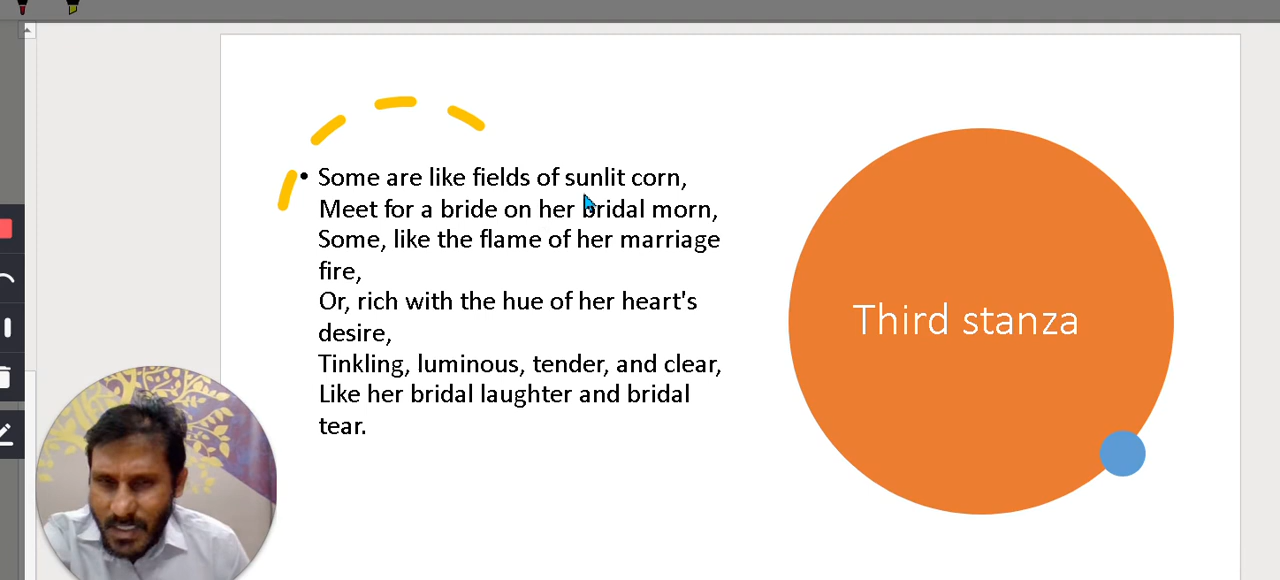 • Some are like fields of sunlit corn,
Meet for a bride on her bridal morn,
Some, like the flame of her marriage
fire,
Or, rich with the hue of her heart's
desire,
Tinkling, luminous, tender, and clear,
Like her bridal laughter and bridal
tear.
Third stanza